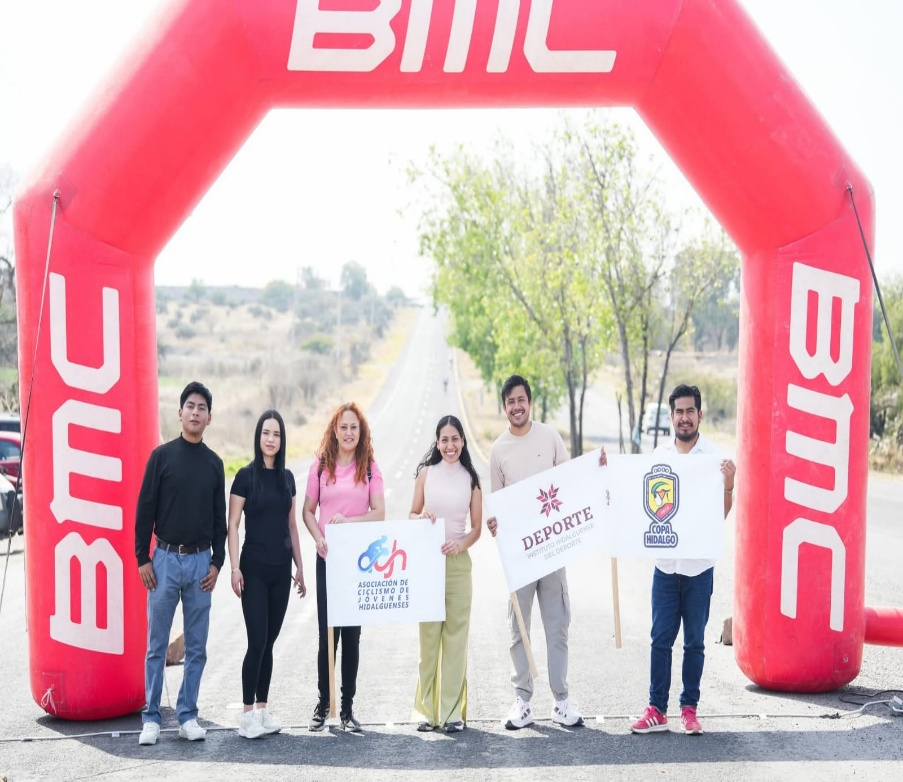 BMC
BMC
BMC
ASOCIACIÓN DE
CICLISMO DE
JÓVENES
HIDALGUENSES
DEPORTE
INSTITUTO HIDALGUENSE
DEL DEPORTE
COPA
HIDALGO